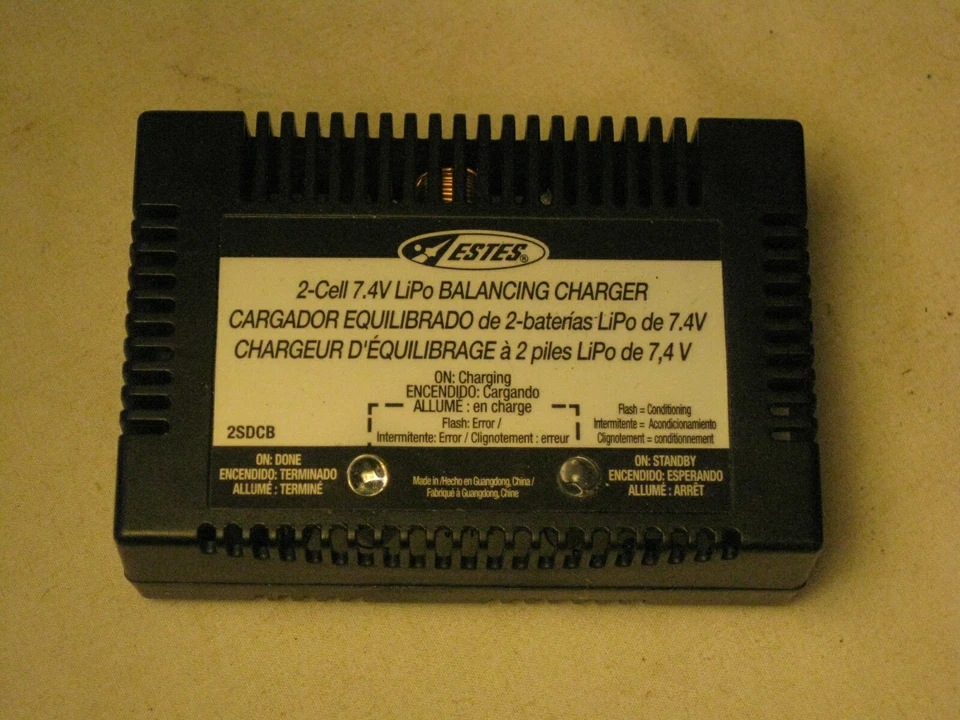 ESTES®
2-Cell 7.4V LiPo BALANCING CHARGER
CARGADOR EQUILIBRADO de 2-baterías LiPo de 7.4V
CHARGEUR D'ÉQUILIBRAGE à 2 piles LiPo de 7,4 V
ON: Charging
ENCENDIDO: Cargando
ALLUMÉ : en charge
Flash: Error /
Intermitente: Error / Clignotement : erreur
Flash = Conditioning
Intermitente = Acondicionamiento
Clignotement = conditionnement
2SDCB
ON: DONE
ENCENDIDO: TERMINADO
ALLUMÉ : TERMINÉ
Made in /Hecho en Guangdong, China /
Fabriqué à Guangdong, Chine
ON: STANDBY
ENCENDIDO: ESPERANDO
ALLUMÉ : ARRÊT